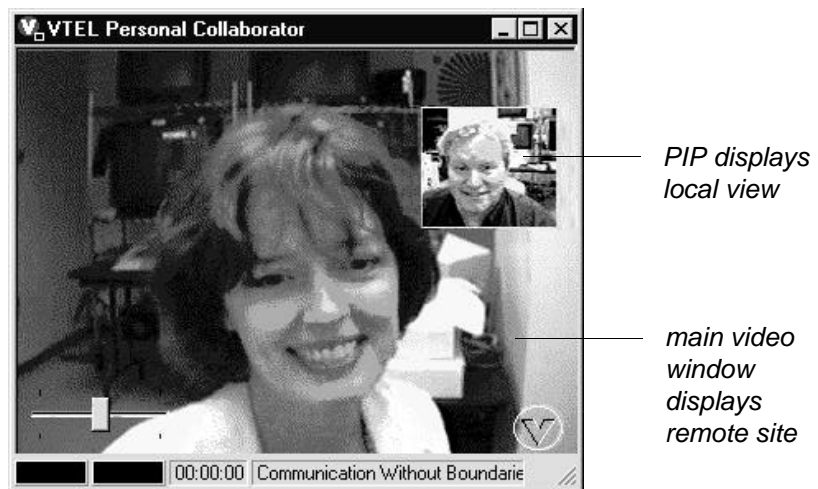 VTEL Personal Collaborator
PIP displays
local view
main video
window
displays
remote site
00:00:00 Communication Without Boundarie